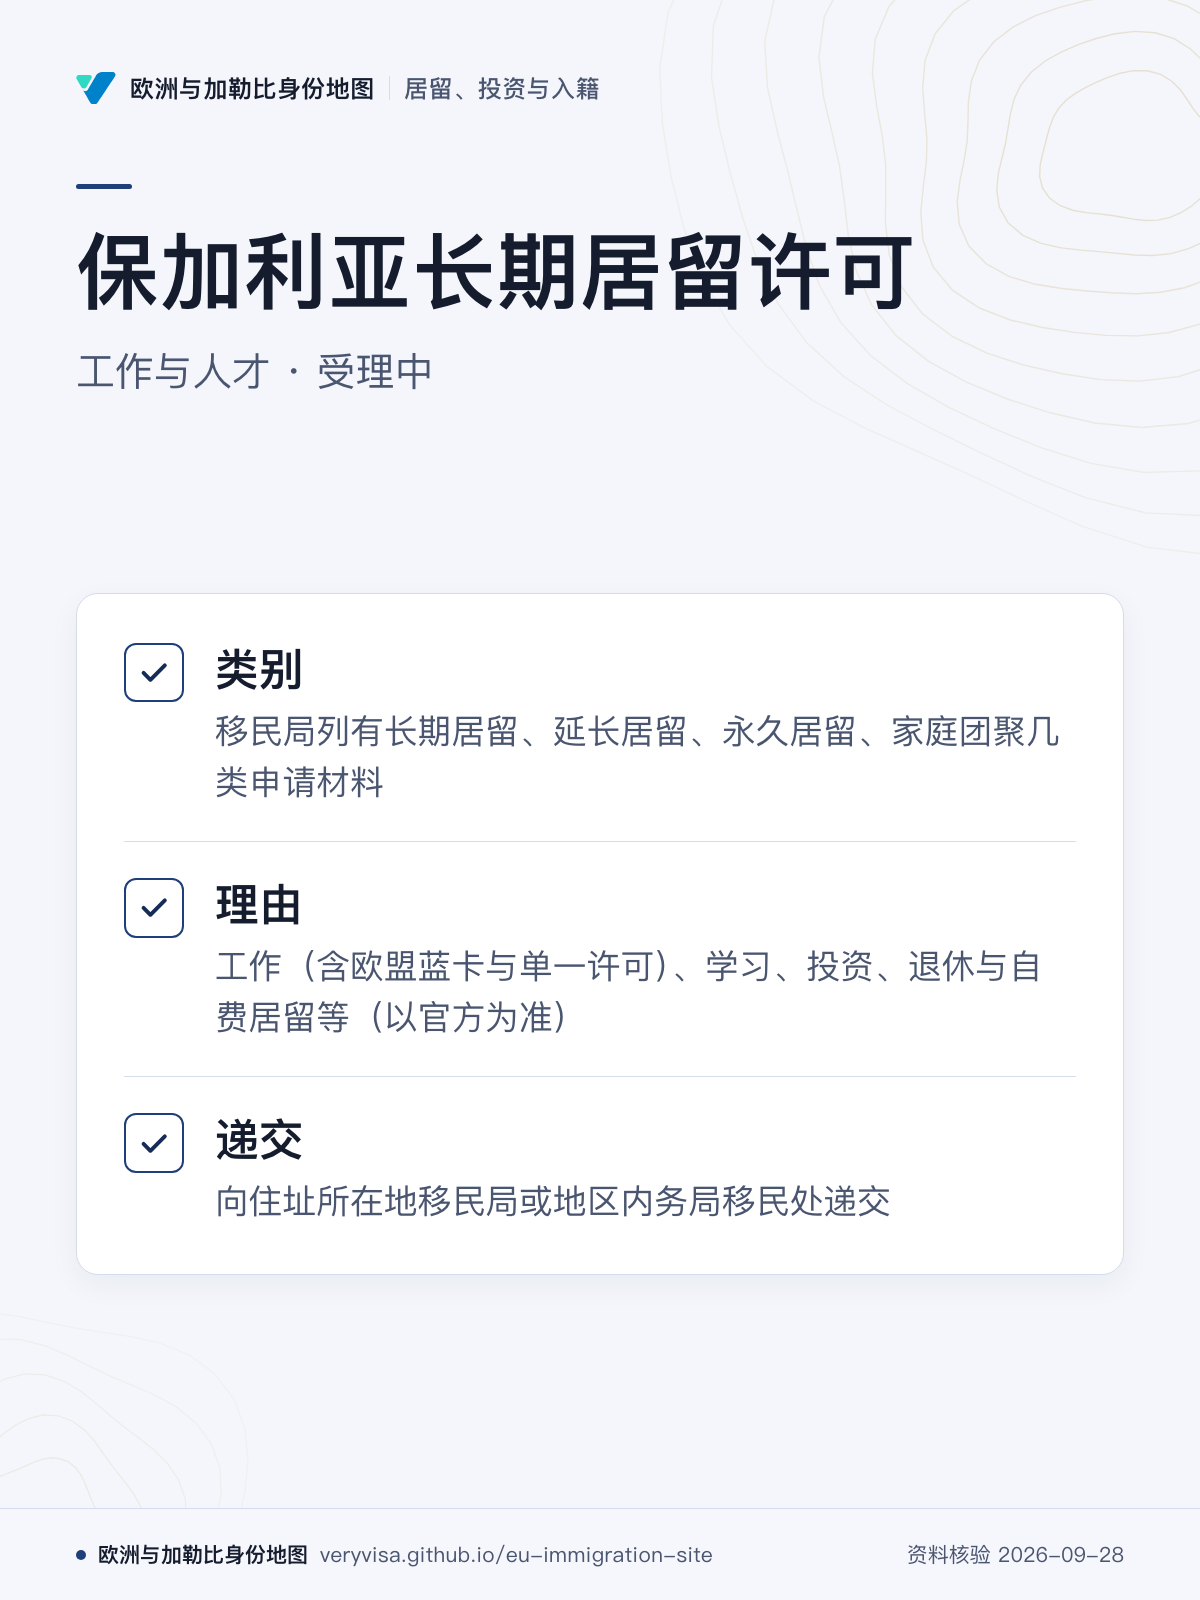 欧洲与加勒比身份地图 居留、投资与入籍
保加利亚长期居留许可
工作与人才 · 受理中
类别
移民局列有长期居留、延长居留、永久居留、家庭团聚几
类申请材料
理由
工作（含欧盟蓝卡与单一许可）、学习、投资、退休与自
费居留等（以官方为准）
递交
向住址所在地移民局或地区内务局移民处递交
欧洲与加勒比身份地图 veryvisa.github.io/eu-immigration-site 资料核验 2026-09-28